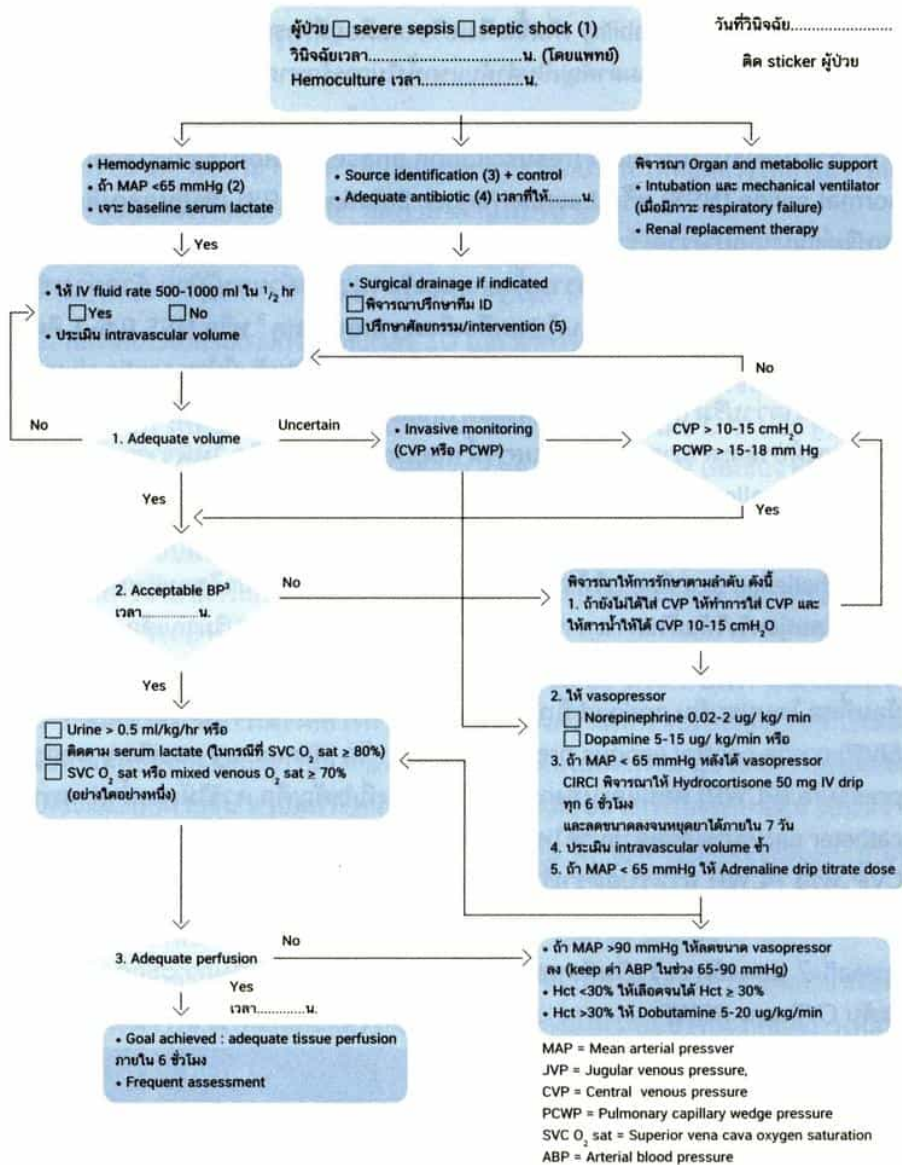 ผู้ป่วย □ severe sepsis □ septic shock (1)
วินิจฉัยเวลา.........................น. (โดยแพทย์)
Hemoculture เวลา......................น.
วันที่วินิจฉัย......................
ติด sticker ผู้ป่วย
• Hemodynamic support
• ถ้า MAP <65 mmHg (2)
• เจาะ baseline serum lactate
• Source identification (3) + control
• Adequate antibiotic (4) เวลาที่ให้.........น.
พิจารณา Organ and metabolic support
• Intubation และ mechanical ventilator
(เมื่อมีภาวะ respiratory failure)
• Renal replacement therapy
Yes
• ให้ IV fluid rate 500-1000 ml ใน 1/2 hr
□ Yes □ No
• ประเมิน intravascular volume
• Surgical drainage if indicated
□ พิจารณาปรึกษาทีม ID
□ ปรึกษาศัลยกรรม/intervention (5)
No
No
1. Adequate volume
Uncertain
• Invasive monitoring
(CVP หรือ PCWP)
CVP > 10-15 cmH2O
PCWP > 15-18 mm Hg
Yes
Yes
2. Acceptable BP³
เวลา..............น.
No
พิจารณาให้การรักษาตามลำดับ ดังนี้
1. ถ้ายังไม่ได้ใส่ CVP ให้ทำการใส่ CVP และ
ให้สารน้ำให้ได้ CVP 10-15 cmH2O
Yes
2. ให้ vasopressor
□ Norepinephrine 0.02-2 ug/ kg/ min
□ Dopamine 5-15 ug/ kg/min หรือ
3. ถ้า MAP < 65 mmHg หลังได้ vasopressor
CIRCI พิจารณาให้ Hydrocortisone 50 mg IV drip
ทุก 6 ชั่วโมง
และลดขนาดลงจนหยุดยาได้ภายใน 7 วัน
4. ประเมิน intravascular volume ซ้ำ
5. ถ้า MAP < 65 mmHg ให้ Adrenaline drip titrate dose
□ Urine > 0.5 ml/kg/hr หรือ
□ ติดตาม serum lactate (ในกรณีที่ SVC O2 sat ≥ 80%)
□ SVC O2 sat หรือ mixed venous O2 sat ≥ 70%
(อย่างใดอย่างหนึ่ง)
3. Adequate perfusion
No
• ถ้า MAP >90 mmHg ให้ลดขนาด vasopressor
ลง (keep ค่า ABP ในช่วง 65-90 mmHg)
• Hct <30% ให้เลือดจนได้ Hct ≥ 30%
• Hct >30% ให้ Dobutamine 5-20 ug/kg/min
Yes
เวลา............น.
• Goal achieved : adequate tissue perfusion
ภายใน 6 ชั่วโมง
• Frequent assessment
MAP = Mean arterial pressver
JVP = Jugular venous pressure,
CVP = Central venous pressure
PCWP = Pulmonary capillary wedge pressure
SVC O2 sat = Superior vena cava oxygen saturation
ABP = Arterial blood pressure